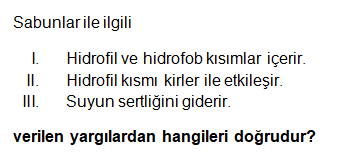 Sabunlar ile ilgili
I. Hidrofil ve hidrofob kısımlar içerir.
II. Hidrofil kısmı kirler ile etkileşir.
III. Suyun sertliğini giderir.
verilen yargılardan hangileri doğrudur?